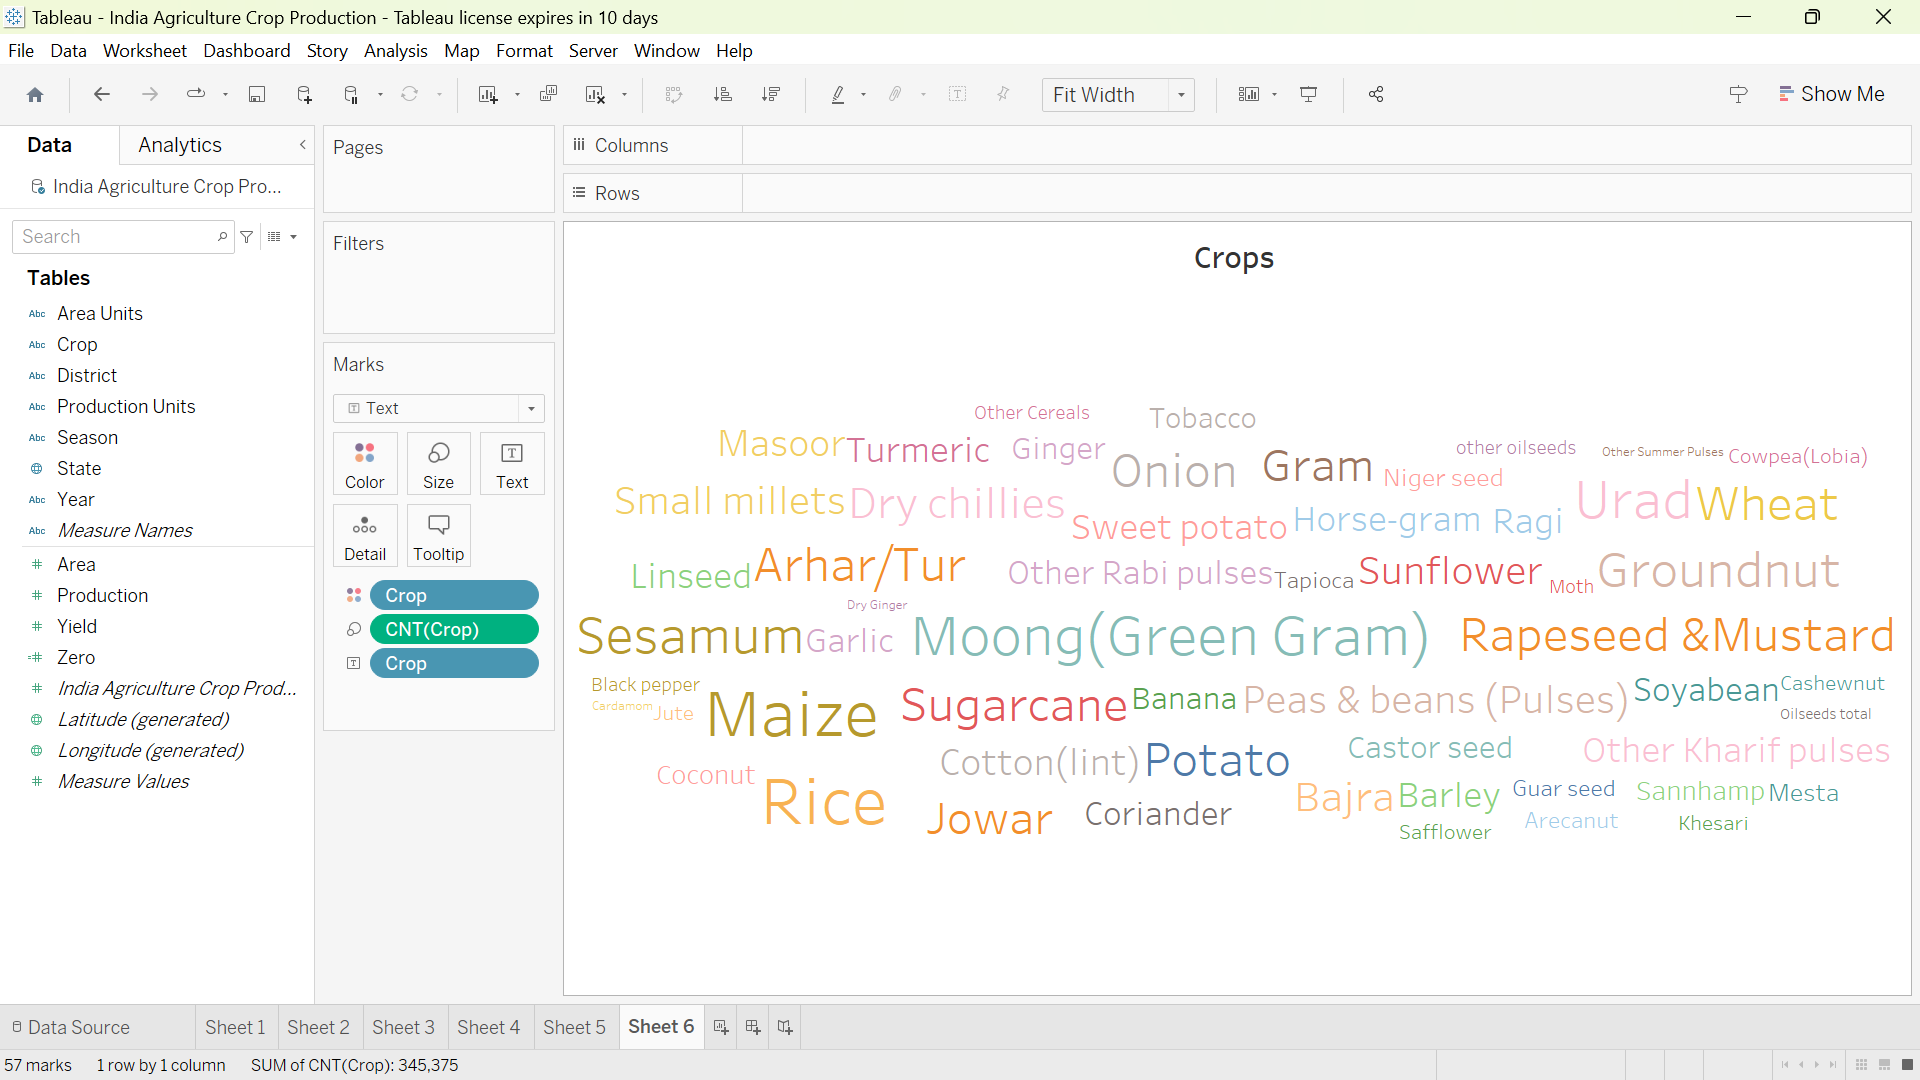 Tableau - India Agriculture Crop Production - Tableau license expires in 10 days
File Data Worksheet Dashboard Story Analysis Map Format Server Window Help
Fit Width
Show Me
Data
Analytics
India Agriculture Crop Pro...
Search
Tables
Abc Area Units
Abc Crop
Abc District
Abc Production Units
Abc Season
State
Abc Year
Abc Measure Names
# Area
# Production
# Yield
=# Zero
# India Agriculture Crop Prod...
Latitude (generated)
Longitude (generated)
# Measure Values
Pages
Filters
Marks
T Text
Color
Size
T Text
Detail
Tooltip
Crop
CNT(Crop)
T Crop
Columns
Rows
Crops
Other Cereals
Tobacco
Masoor
Turmeric
Ginger
Onion
Gram
Niger seed
other oilseeds
Other Summer Pulses
Cowpea(Lobia)
Small millets
Dry chillies
Sweet potato
Horse-gram
Ragi
Urad
Wheat
Linseed
Arhar/Tur
Other Rabi pulses
Tapioca
Sunflower
Moth
Groundnut
Dry Ginger
Sesamum
Garlic
Moong(Green Gram)
Rapeseed &Mustard
Black pepper
Cardamom
Jute
Maize
Sugarcane
Banana
Peas & beans (Pulses)
Soyabean
Cashewnut
Oilseeds total
Coconut
Rice
Cotton(lint)
Potato
Castor seed
Other Kharif pulses
Jowar
Coriander
Bajra
Barley
Guar seed
Sannhamp
Mesta
Safflower
Arecanut
Khesari
Data Source
Sheet 1
Sheet 2
Sheet 3
Sheet 4
Sheet 5
Sheet 6
57 marks 1 row by 1 column SUM of CNT(Crop): 345,375